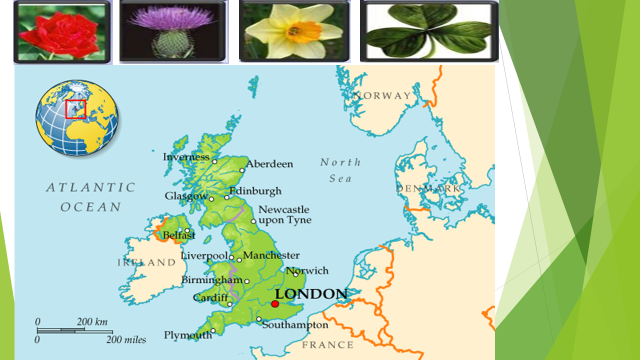 NORWAY
Inverness
Aberdeen
North
Sea
ATLANTIC
OCEAN
DENMARK
Glasgow
Edinburgh
Newcastle
upon Tyne
Belfast
IRELAND
Liverpool
Manchester
Norwich
Birmingham
Cardiff
LONDON
0 200 km
0 200 miles
Southampton
Plymouth
FRANCE